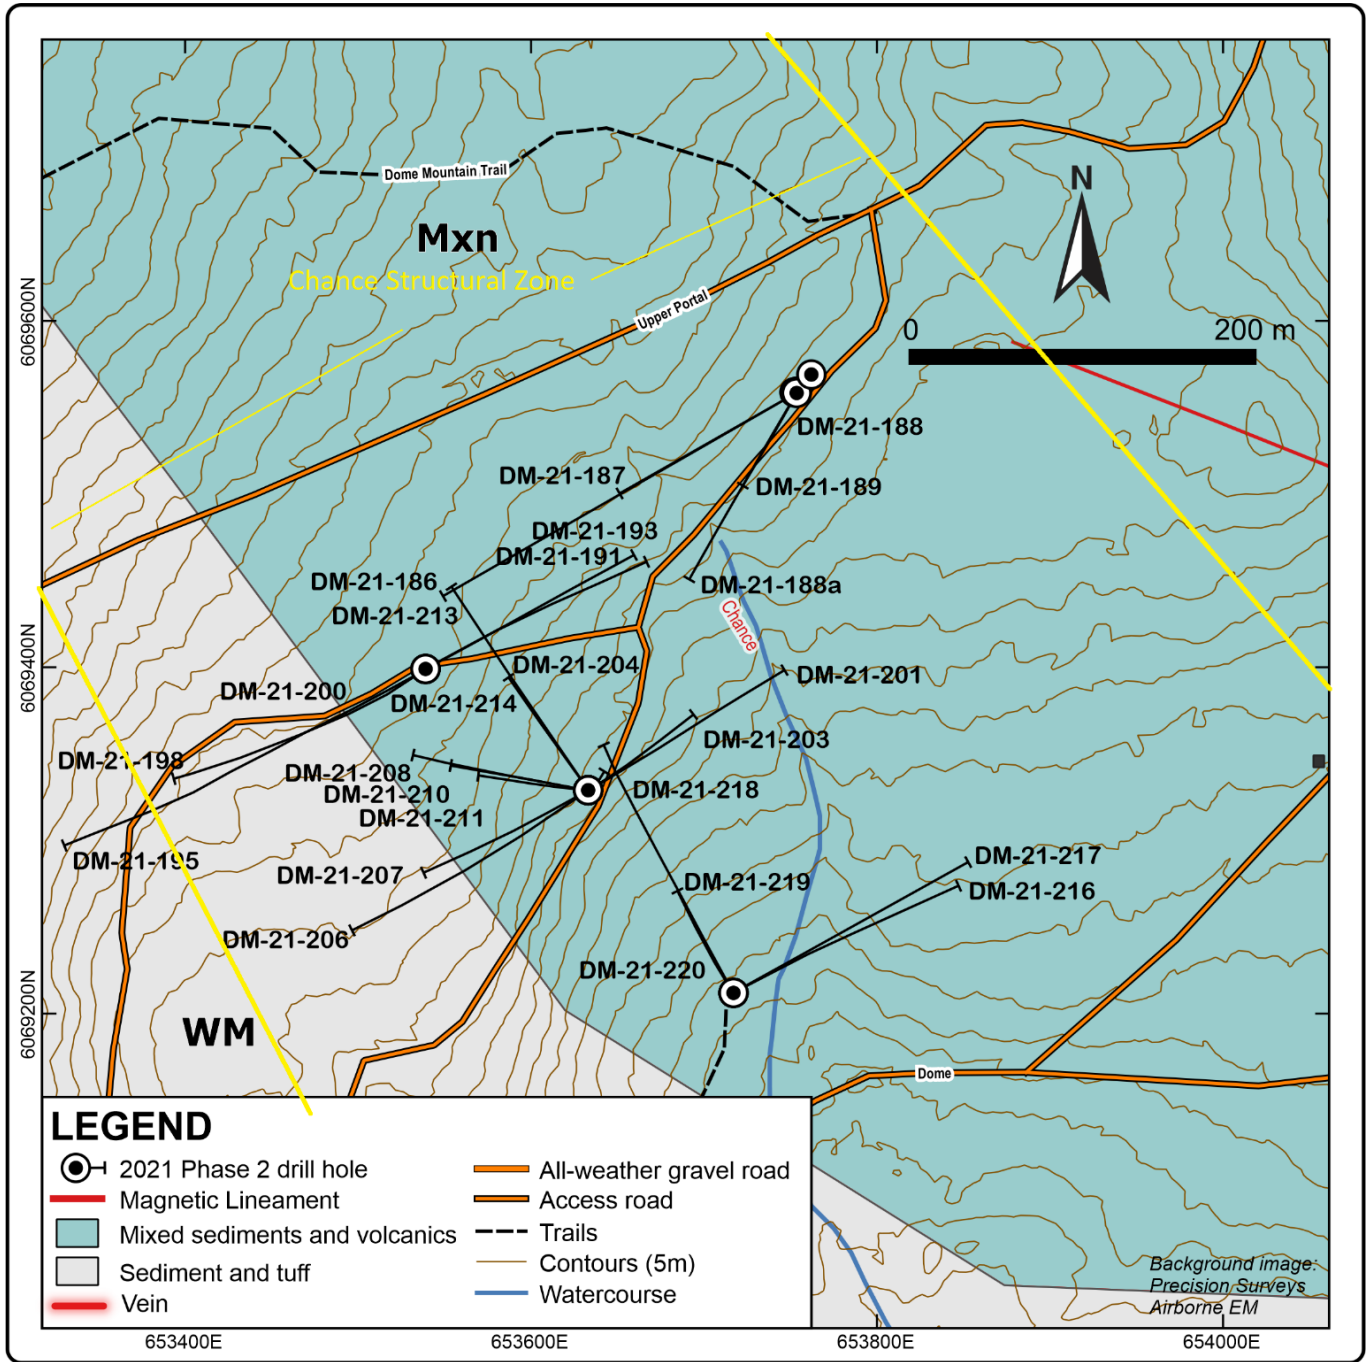 Dome Mountain Trail
N
Mxn
Chance Structural Zone
Upper Portal
6069600N
0
200 m
DM-21-188
DM-21-187
DM-21-189
DM-21-193
DM-21-191
DM-21-186
DM-21-188a
DM-21-213
Chance
6069400N
DM-21-204
DM-21-201
DM-21-200
DM-21-214
DM-21-203
DM-21-198
DM-21-208
DM-21-218
DM-21-210
DM-21-211
DM-21-195
DM-21-217
DM-21-207
DM-21-219
DM-21-216
DM-21-206
DM-21-220
6069200N
WM
Dome
LEGEND
2021 Phase 2 drill hole
Magnetic Lineament
Mixed sediments and volcanics
Sediment and tuff
Vein
All-weather gravel road
Access road
Trails
Contours (5m)
Watercourse
Background image:
Precision Surveys
Airborne EM
653400E
653600E
653800E
654000E